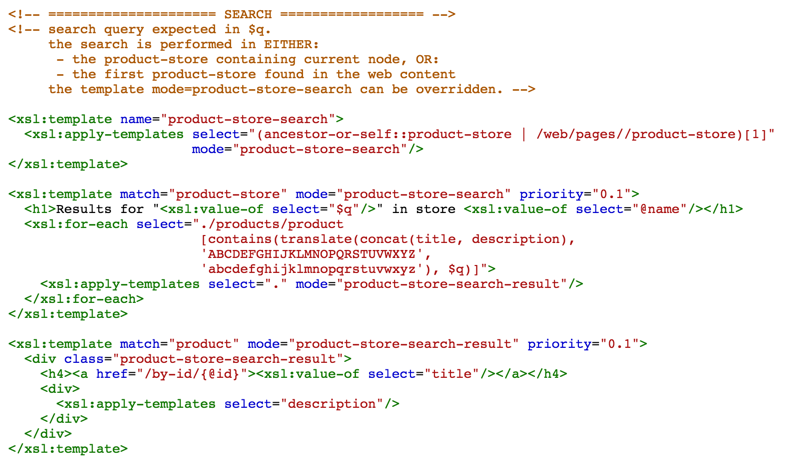 <!-- ===================== SEARCH ================== -->
<!-- search query expected in $q.
     the search is performed in EITHER:
      - the product-store containing current node, OR:
      - the first product-store found in the web content
     the template mode=product-store-search can be overridden. -->

<xsl:template name="product-store-search">
  <xsl:apply-templates select="(ancestor-or-self::product-store | /web/pages//product-store)[1]"
                       mode="product-store-search"/>
</xsl:template>

<xsl:template match="product-store" mode="product-store-search" priority="0.1">
  <h1>Results for "<xsl:value-of select="$q"/>" in store <xsl:value-of select="@name"/></h1>
  <xsl:for-each select="./products/product
                        [contains(translate(concat(title, description),
                        'ABCDEFGHIJKLMNOPQRSTUVWXYZ',
                        'abcdefghijklmnopqrstuvwxyz'), $q)]">
    <xsl:apply-templates select="." mode="product-store-search-result"/>
  </xsl:for-each>
</xsl:template>

<xsl:template match="product" mode="product-store-search-result" priority="0.1">
  <div class="product-store-search-result">
    <h4><a href="/by-id/{@id}"><xsl:value-of select="title"/></a></h4>
    <div>
      <xsl:apply-templates select="description"/>
    </div>
  </div>
</xsl:template>